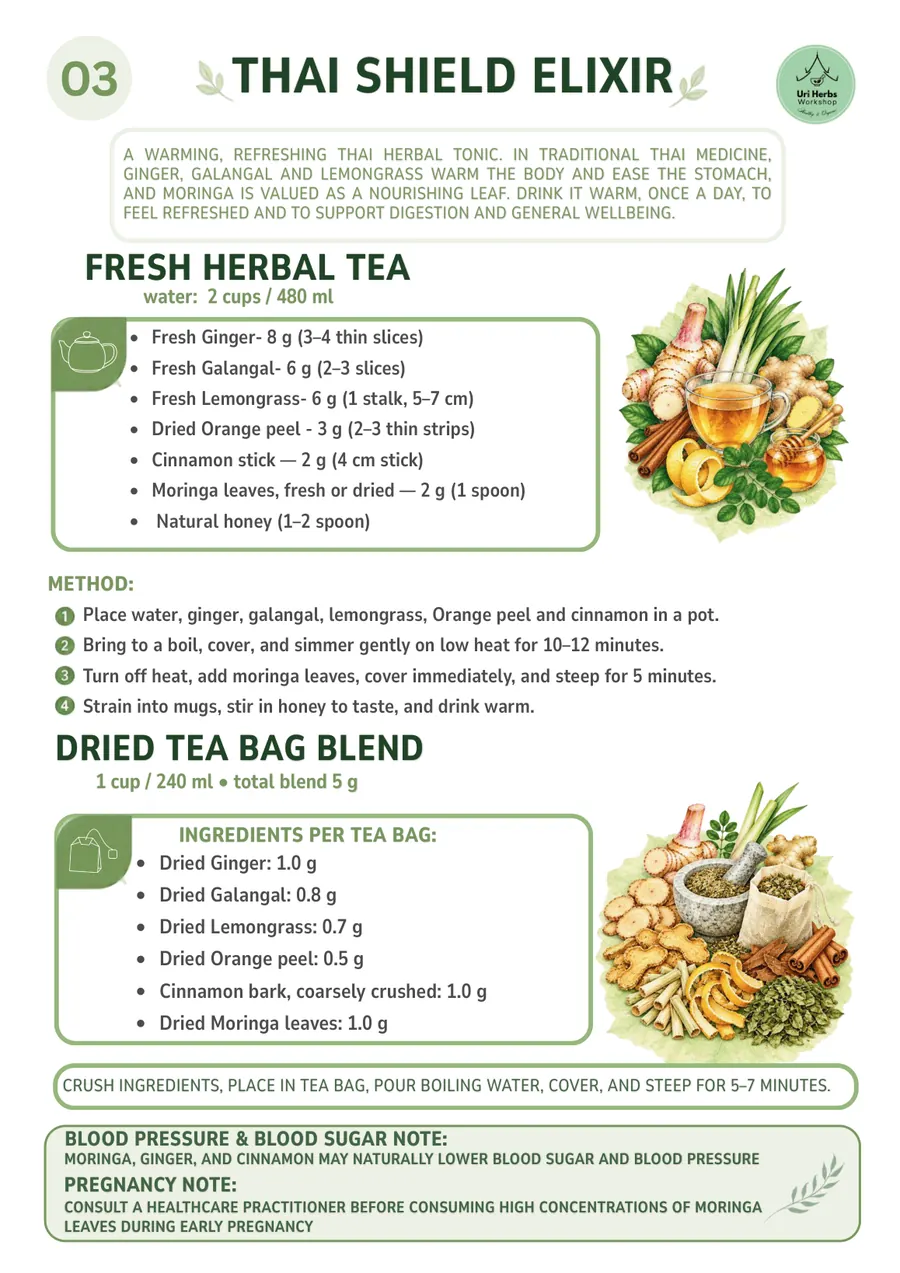 03
THAI SHIELD ELIXIR
Uri Herbs
Workshop
Healthy & Organic
A WARMING, REFRESHING THAI HERBAL TONIC. IN TRADITIONAL THAI MEDICINE,
GINGER, GALANGAL AND LEMONGRASS WARM THE BODY AND EASE THE STOMACH,
AND MORINGA IS VALUED AS A NOURISHING LEAF. DRINK IT WARM, ONCE A DAY, TO
FEEL REFRESHED AND TO SUPPORT DIGESTION AND GENERAL WELLBEING.
FRESH HERBAL TEA
water: 2 cups / 480 ml
• Fresh Ginger- 8 g (3–4 thin slices)
• Fresh Galangal- 6 g (2–3 slices)
• Fresh Lemongrass- 6 g (1 stalk, 5–7 cm)
• Dried Orange peel - 3 g (2–3 thin strips)
• Cinnamon stick — 2 g (4 cm stick)
• Moringa leaves, fresh or dried — 2 g (1 spoon)
• Natural honey (1–2 spoon)
METHOD:
1 Place water, ginger, galangal, lemongrass, Orange peel and cinnamon in a pot.
2 Bring to a boil, cover, and simmer gently on low heat for 10–12 minutes.
3 Turn off heat, add moringa leaves, cover immediately, and steep for 5 minutes.
4 Strain into mugs, stir in honey to taste, and drink warm.
DRIED TEA BAG BLEND
1 cup / 240 ml • total blend 5 g
INGREDIENTS PER TEA BAG:
• Dried Ginger: 1.0 g
• Dried Galangal: 0.8 g
• Dried Lemongrass: 0.7 g
• Dried Orange peel: 0.5 g
• Cinnamon bark, coarsely crushed: 1.0 g
• Dried Moringa leaves: 1.0 g
CRUSH INGREDIENTS, PLACE IN TEA BAG, POUR BOILING WATER, COVER, AND STEEP FOR 5–7 MINUTES.
BLOOD PRESSURE & BLOOD SUGAR NOTE:
MORINGA, GINGER, AND CINNAMON MAY NATURALLY LOWER BLOOD SUGAR AND BLOOD PRESSURE
PREGNANCY NOTE:
CONSULT A HEALTHCARE PRACTITIONER BEFORE CONSUMING HIGH CONCENTRATIONS OF MORINGA
LEAVES DURING EARLY PREGNANCY